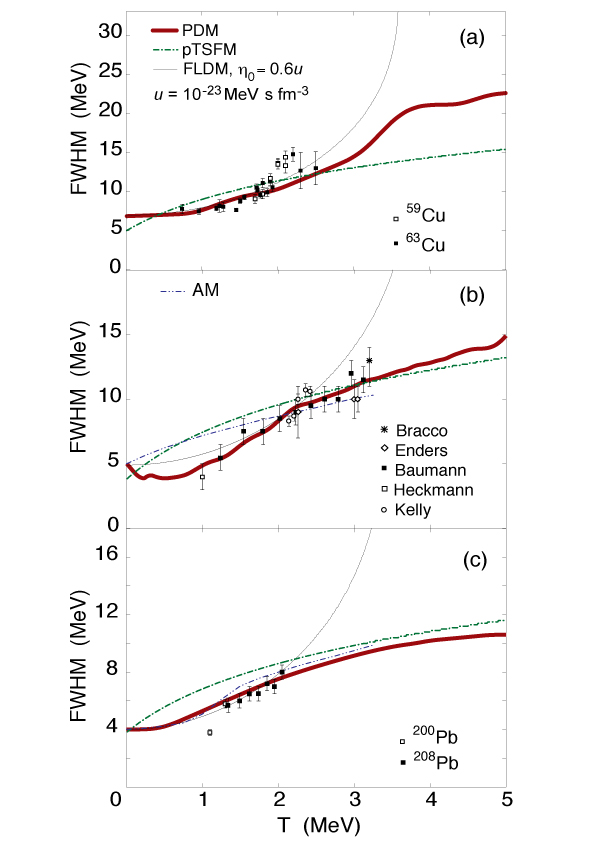 30
25
20
15
10
5
0
FWHM (MeV)
PDM
pTSFM
FLDM, η₀ = 0.6u
u = 10⁻²³ MeV s fm⁻³
(a)
⁵⁹Cu
⁶³Cu
15
10
5
0
FWHM (MeV)
AM
(b)
Bracco
Enders
Baumann
Heckmann
Kelly
16
12
8
4
0
FWHM (MeV)
(c)
²⁰⁰Pb
²⁰⁸Pb
1 2 3 4 5
T (MeV)